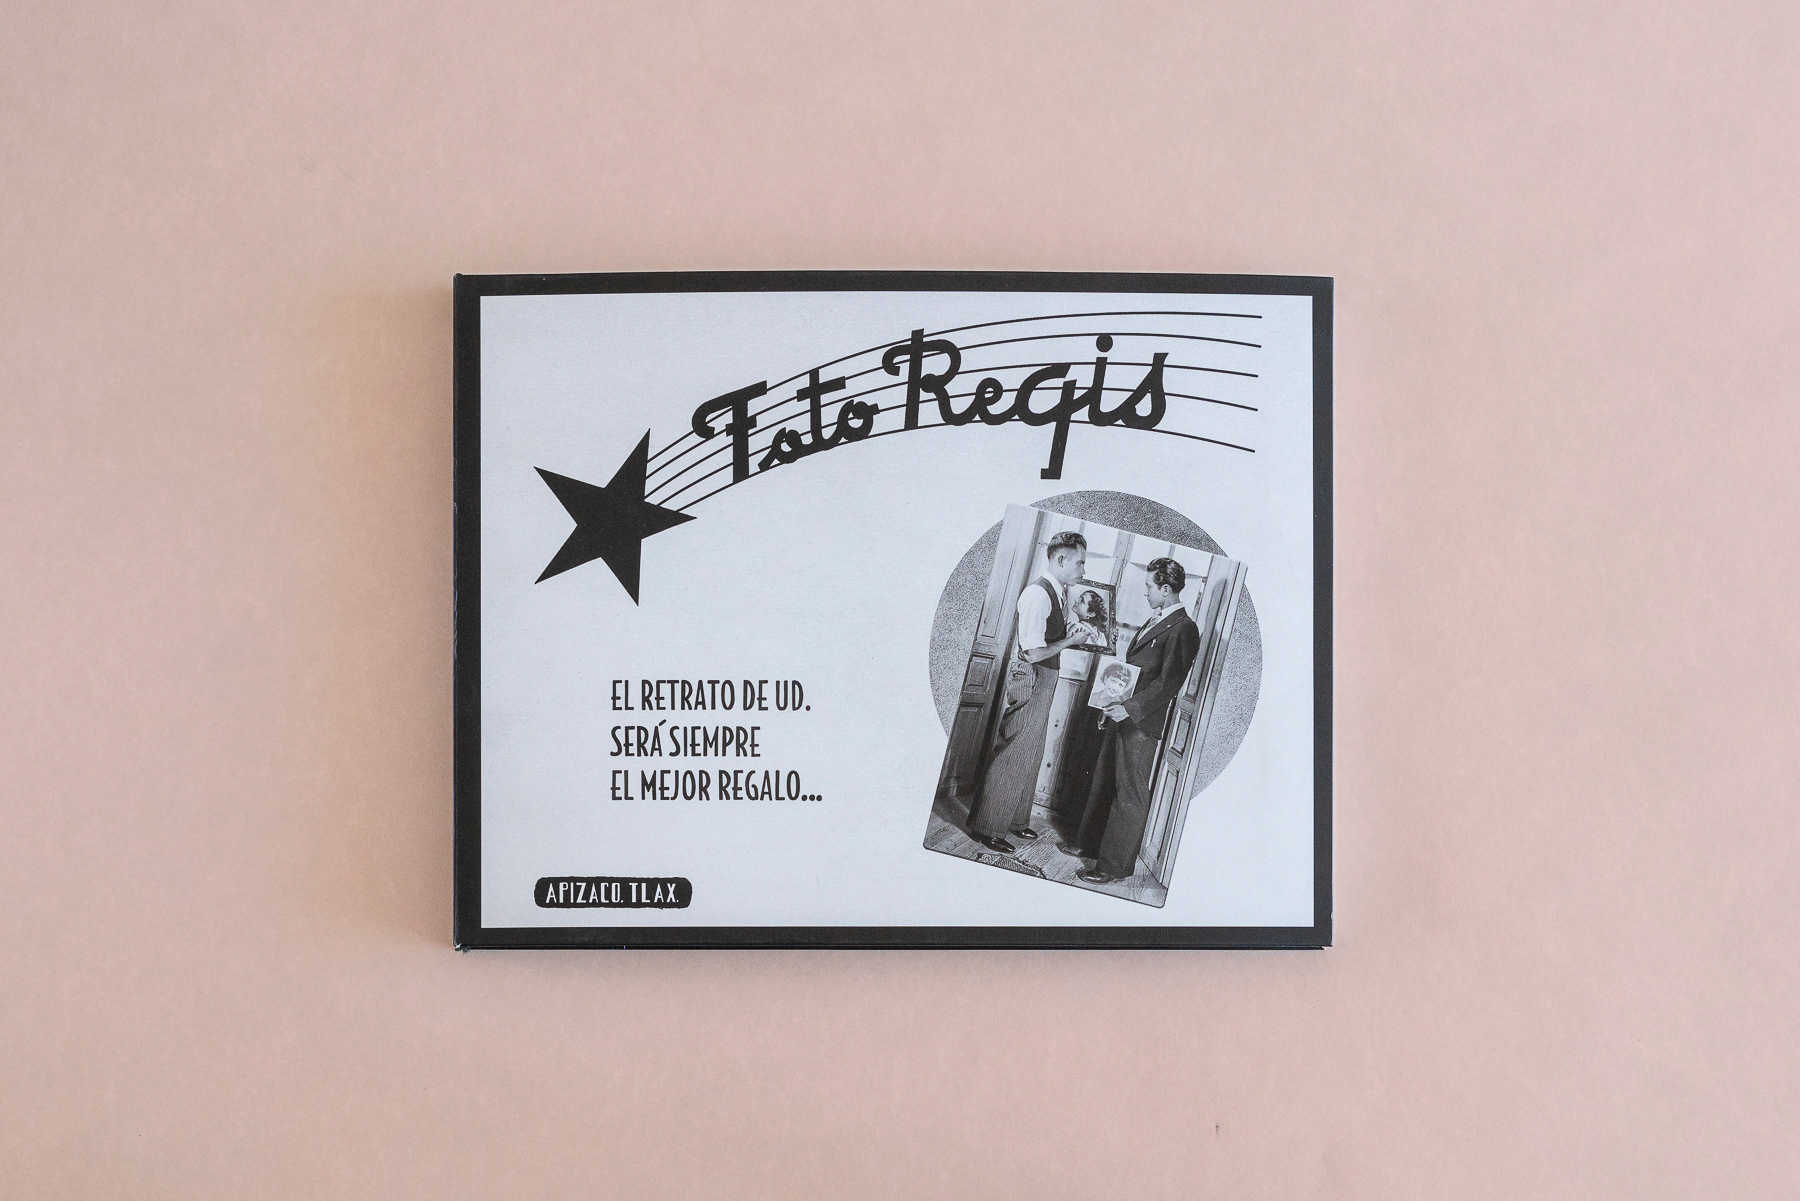 Foto Regis
EL RETRATO DE UD.
SERÁ SIEMPRE
EL MEJOR REGALO...
APIZACO, TLAX.